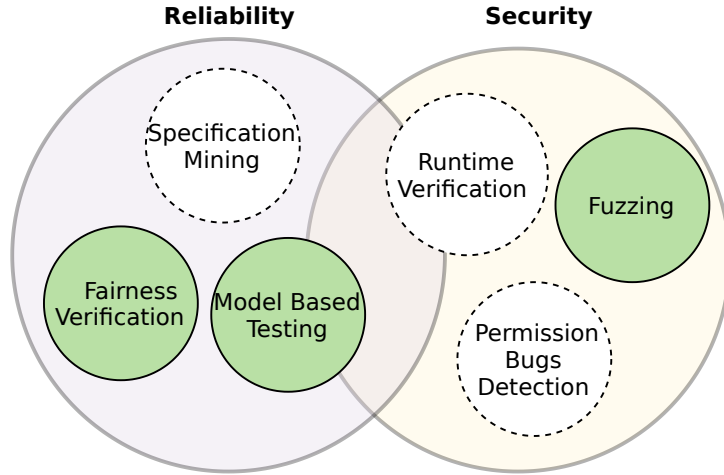 Reliability
Security
Specification
Mining
Runtime
Verification
Fuzzing
Fairness
Verification
Model Based
Testing
Permission
Bugs
Detection